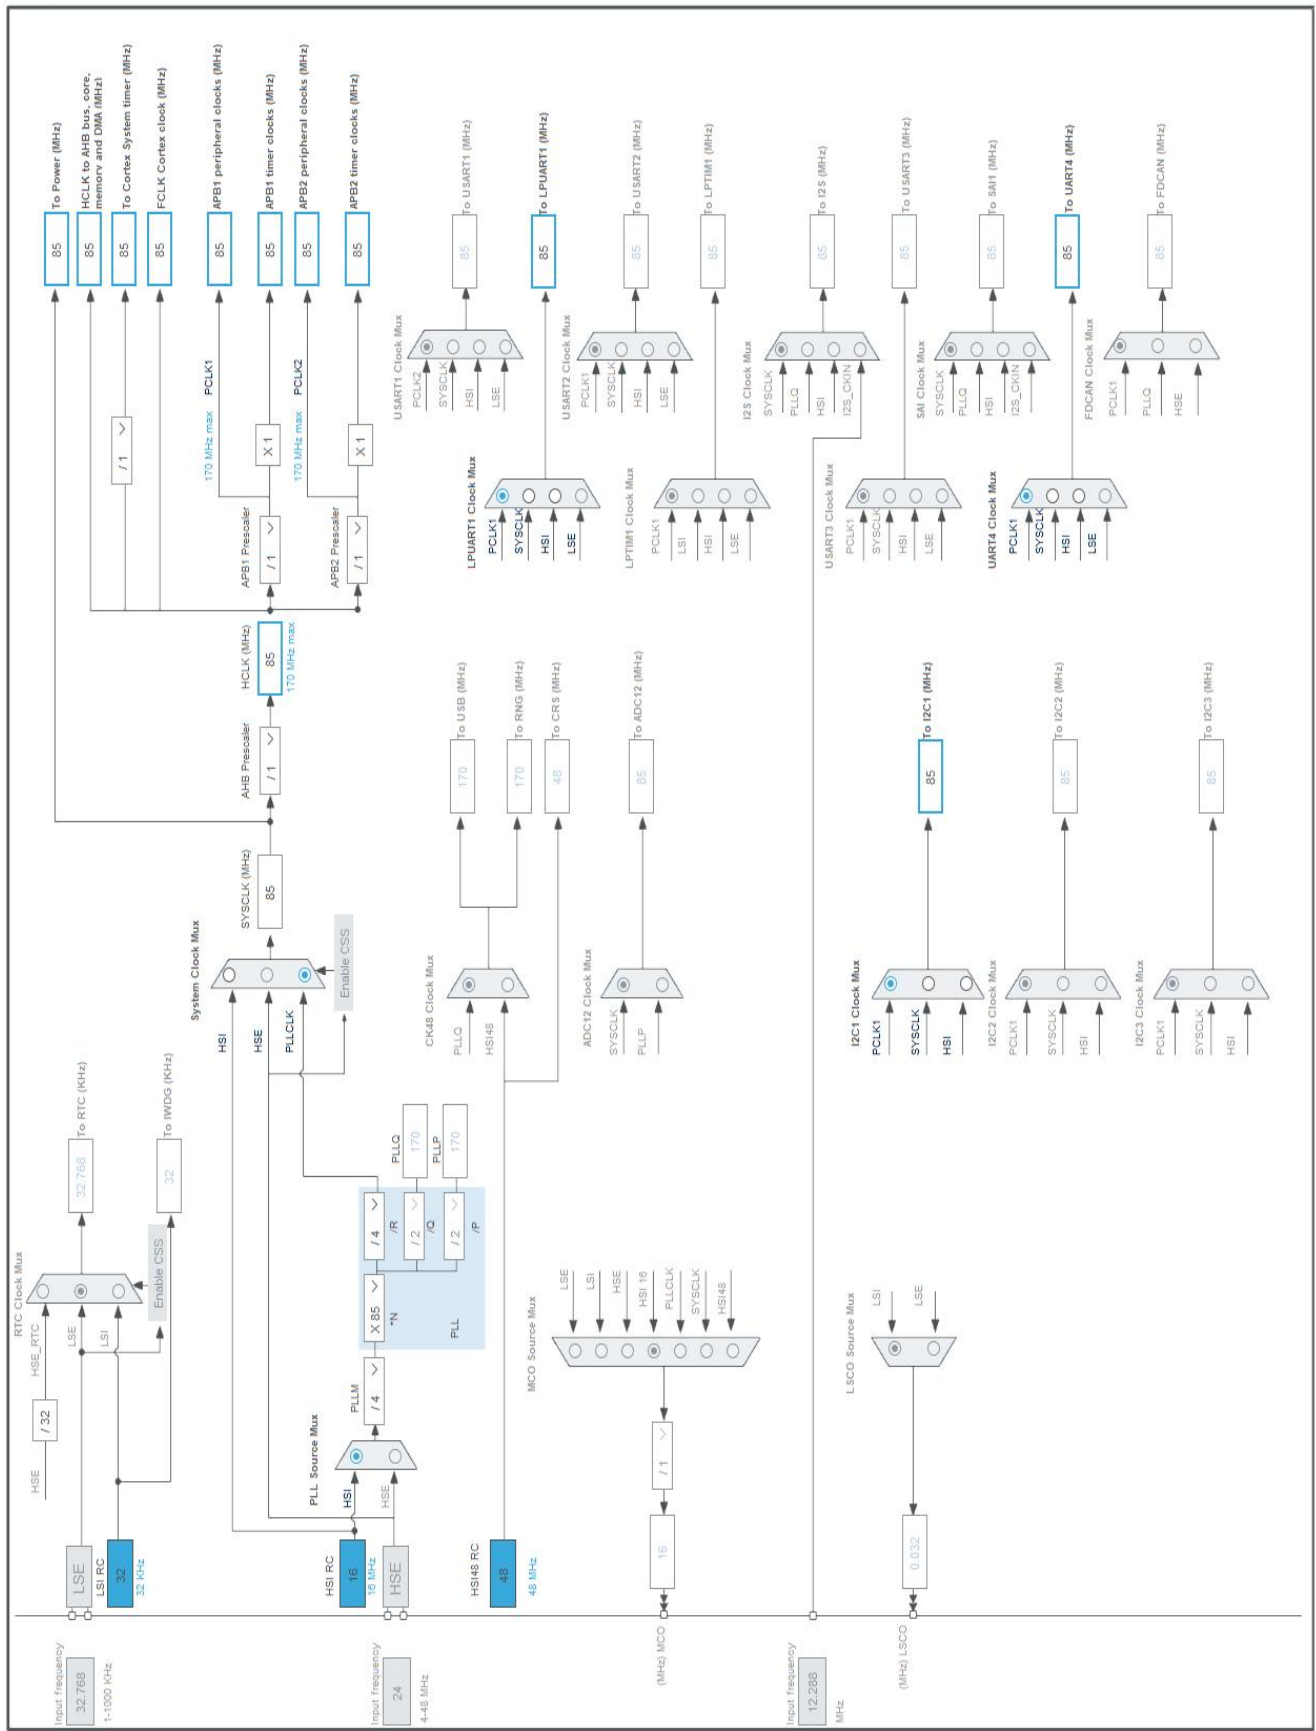 RTC Clock Mux
HSE
/ 32
HSE_RTC
LSE
LSI
Enable CSS
32.768
To RTC (KHz)
32
To IWDG (KHz)
Input frequency
32.768
1-1000 KHz
LSE
LSI RC
32
32 KHz
HSI RC
16
16 MHz
Input frequency
24
4-48 MHz
HSE
HSI48 RC
48
48 MHz
PLL Source Mux
HSI
HSE
PLLM
/ 4
X 85
*N
/ 4
/R
/ 2
/Q
/ 2
/P
PLL
PLLQ
170
PLLP
170
System Clock Mux
HSI
HSE
PLLCLK
Enable CSS
SYSCLK (MHz)
85
AHB Prescaler
/ 1
HCLK (MHz)
85
170 MHz max
APB1 Prescaler
/ 1
APB2 Prescaler
/ 1
/ 1
170 MHz max
PCLK1
X 1
170 MHz max
PCLK2
X 1
85
To Power (MHz)
85
HCLK to AHB bus, core,
memory and DMA (MHz)
85
To Cortex System timer (MHz)
85
FCLK Cortex clock (MHz)
85
APB1 peripheral clocks (MHz)
85
APB1 timer clocks (MHz)
85
APB2 peripheral clocks (MHz)
85
APB2 timer clocks (MHz)
CK48 Clock Mux
PLLQ
HSI48
170
To USB (MHz)
170
To RNG (MHz)
48
To CRS (MHz)
ADC12 Clock Mux
SYSCLK
PLLP
85
To ADC12 (MHz)
USART1 Clock Mux
PCLK2
SYSCLK
HSI
LSE
85
To USART1 (MHz)
LPUART1 Clock Mux
PCLK1
SYSCLK
HSI
LSE
85
To LPUART1 (MHz)
USART2 Clock Mux
PCLK1
SYSCLK
HSI
LSE
85
To USART2 (MHz)
LPTIM1 Clock Mux
PCLK1
LSI
HSI
LSE
85
To LPTIM1 (MHz)
I2S Clock Mux
SYSCLK
PLLQ
HSI
I2S_CKIN
85
To I2S (MHz)
USART3 Clock Mux
PCLK1
SYSCLK
HSI
LSE
85
To USART3 (MHz)
SAI Clock Mux
SYSCLK
PLLQ
HSI
I2S_CKIN
85
To SAI1 (MHz)
UART4 Clock Mux
PCLK1
SYSCLK
HSI
LSE
85
To UART4 (MHz)
FDCAN Clock Mux
PCLK1
PLLQ
HSE
85
To FDCAN (MHz)
MCO Source Mux
LSE
LSI
HSE
HSI 16
PLLCLK
SYSCLK
HSI48
/ 1
16
(MHz) MCO
Input frequency
12.288
MHz
LSCO Source Mux
LSI
LSE
0.032
(MHz) LSCO
I2C1 Clock Mux
PCLK1
SYSCLK
HSI
85
To I2C1 (MHz)
I2C2 Clock Mux
PCLK1
SYSCLK
HSI
85
To I2C2 (MHz)
I2C3 Clock Mux
PCLK1
SYSCLK
HSI
85
To I2C3 (MHz)